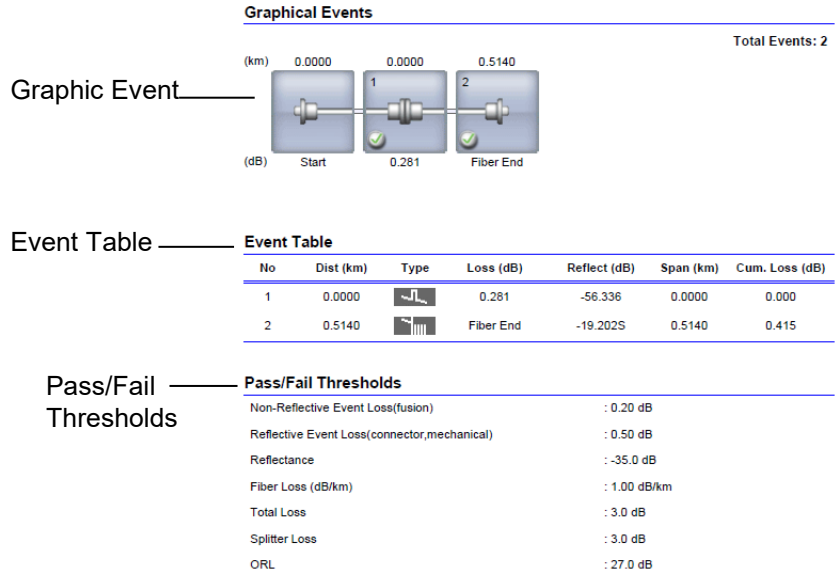 Graphical Events
Total Events: 2
(km) 0.0000 0.0000 0.5140
Graphic Event
1 2
(dB) Start 0.281 Fiber End
Event Table
Event Table
No Dist (km) Type Loss (dB) Reflect (dB) Span (km) Cum. Loss (dB)
1 0.0000 0.281 -56.336 0.0000 0.000
2 0.5140 Fiber End -19.202S 0.5140 0.415
Pass/Fail
Thresholds
Pass/Fail Thresholds
Non-Reflective Event Loss(fusion) : 0.20 dB
Reflective Event Loss(connector,mechanical) : 0.50 dB
Reflectance : -35.0 dB
Fiber Loss (dB/km) : 1.00 dB/km
Total Loss : 3.0 dB
Splitter Loss : 3.0 dB
ORL : 27.0 dB